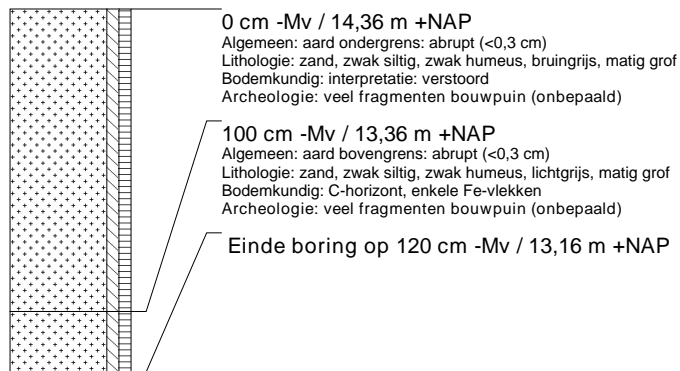 0 cm -Mv / 14,36 m +NAP
Algemeen: aard ondergrens: abrupt (<0,3 cm)
Lithologie: zand, zwak siltig, zwak humeus, bruingrijs, matig grof
Bodemkundig: interpretatie: verstoord
Archeologie: veel fragmenten bouwpuin (onbepaald)
100 cm -Mv / 13,36 m +NAP
Algemeen: aard bovengrens: abrupt (<0,3 cm)
Lithologie: zand, zwak siltig, zwak humeus, lichtgrijs, matig grof
Bodemkundig: C-horizont, enkele Fe-vlekken
Archeologie: veel fragmenten bouwpuin (onbepaald)
Einde boring op 120 cm -Mv / 13,16 m +NAP